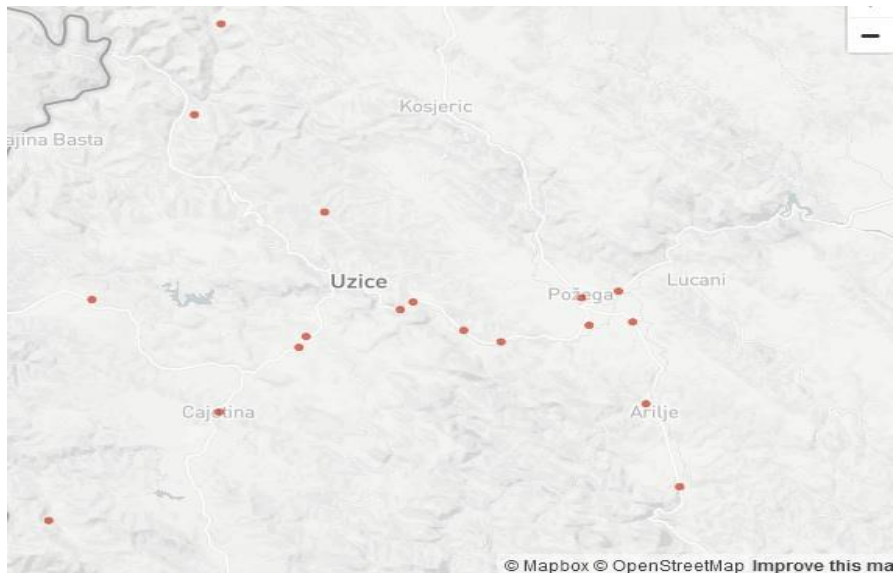 Kosjeric
ajina Basta
Uzice
Lucani
Požega
Cajetina
Arilje
© Mapbox © OpenStreetMap Improve this ma